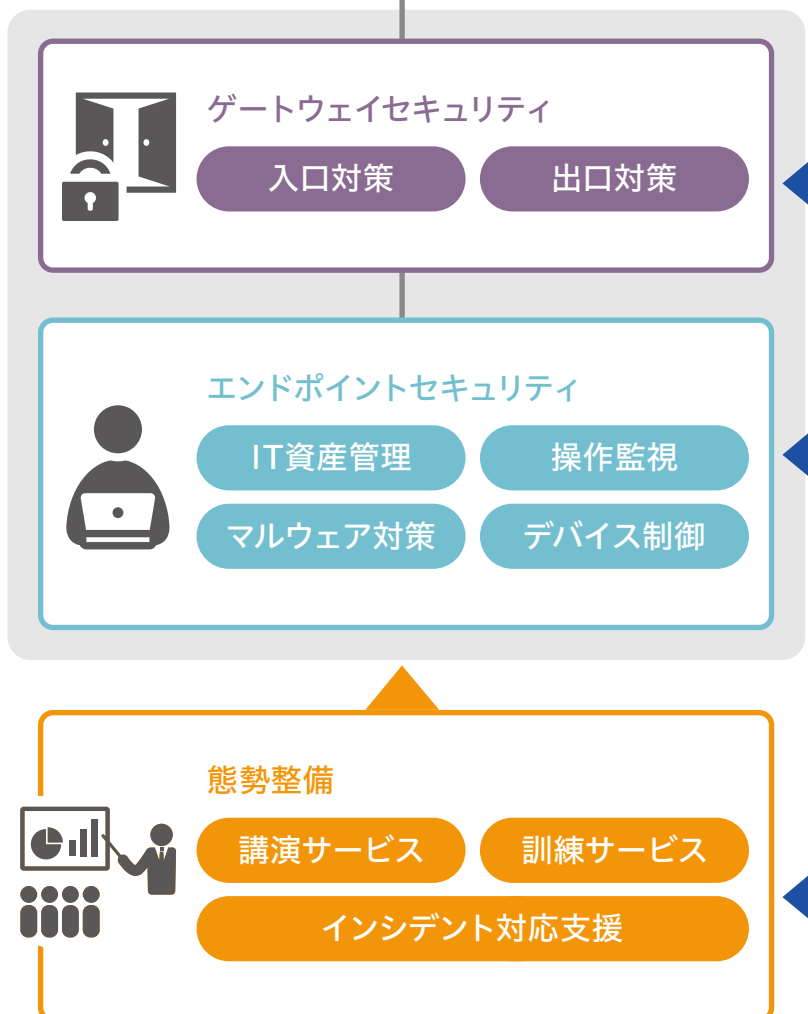 ゲートウェイセキュリティ
入口対策 出口対策
エンドポイントセキュリティ
IT資産管理 操作監視
マルウェア対策 デバイス制御
態勢整備
講演サービス 訓練サービス
インシデント対応支援